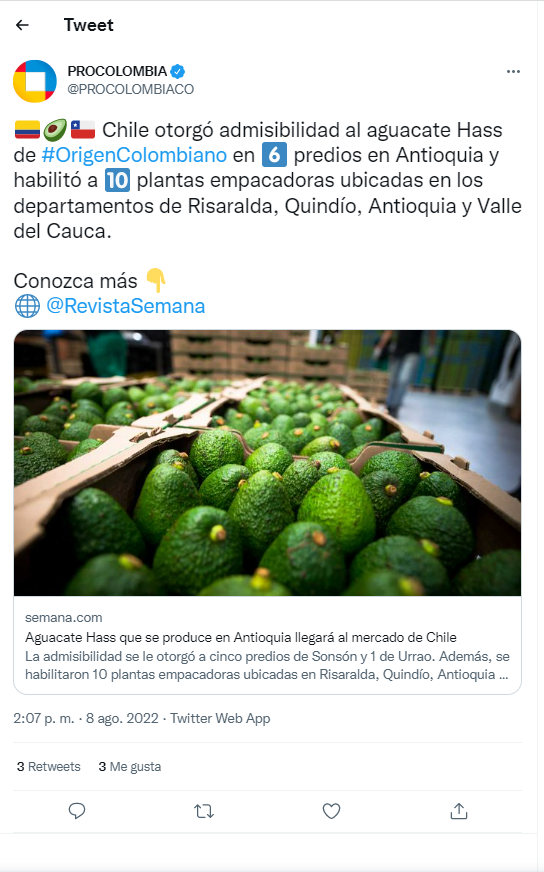 Tweet
PROCOLOMBIA
@PROCOLOMBIACO
🇨🇴🥑🇨🇱 Chile otorgó admisibilidad al aguacate Hass
de #OrigenColombiano en 6️⃣ predios en Antioquia y
habilitó a 🔟 plantas empacadoras ubicadas en los
departamentos de Risaralda, Quindío, Antioquia y Valle
del Cauca.
Conozca más 👇
🌐 @RevistaSemana
semana.com
Aguacate Hass que se produce en Antioquia llegará al mercado de Chile
La admisibilidad se le otorgó a cinco predios de Sonsón y 1 de Urrao. Además, se
habilitaron 10 plantas empacadoras ubicadas en Risaralda, Quindío, Antioquia ...
2:07 p. m. · 8 ago. 2022 · Twitter Web App
3 Retweets 3 Me gusta